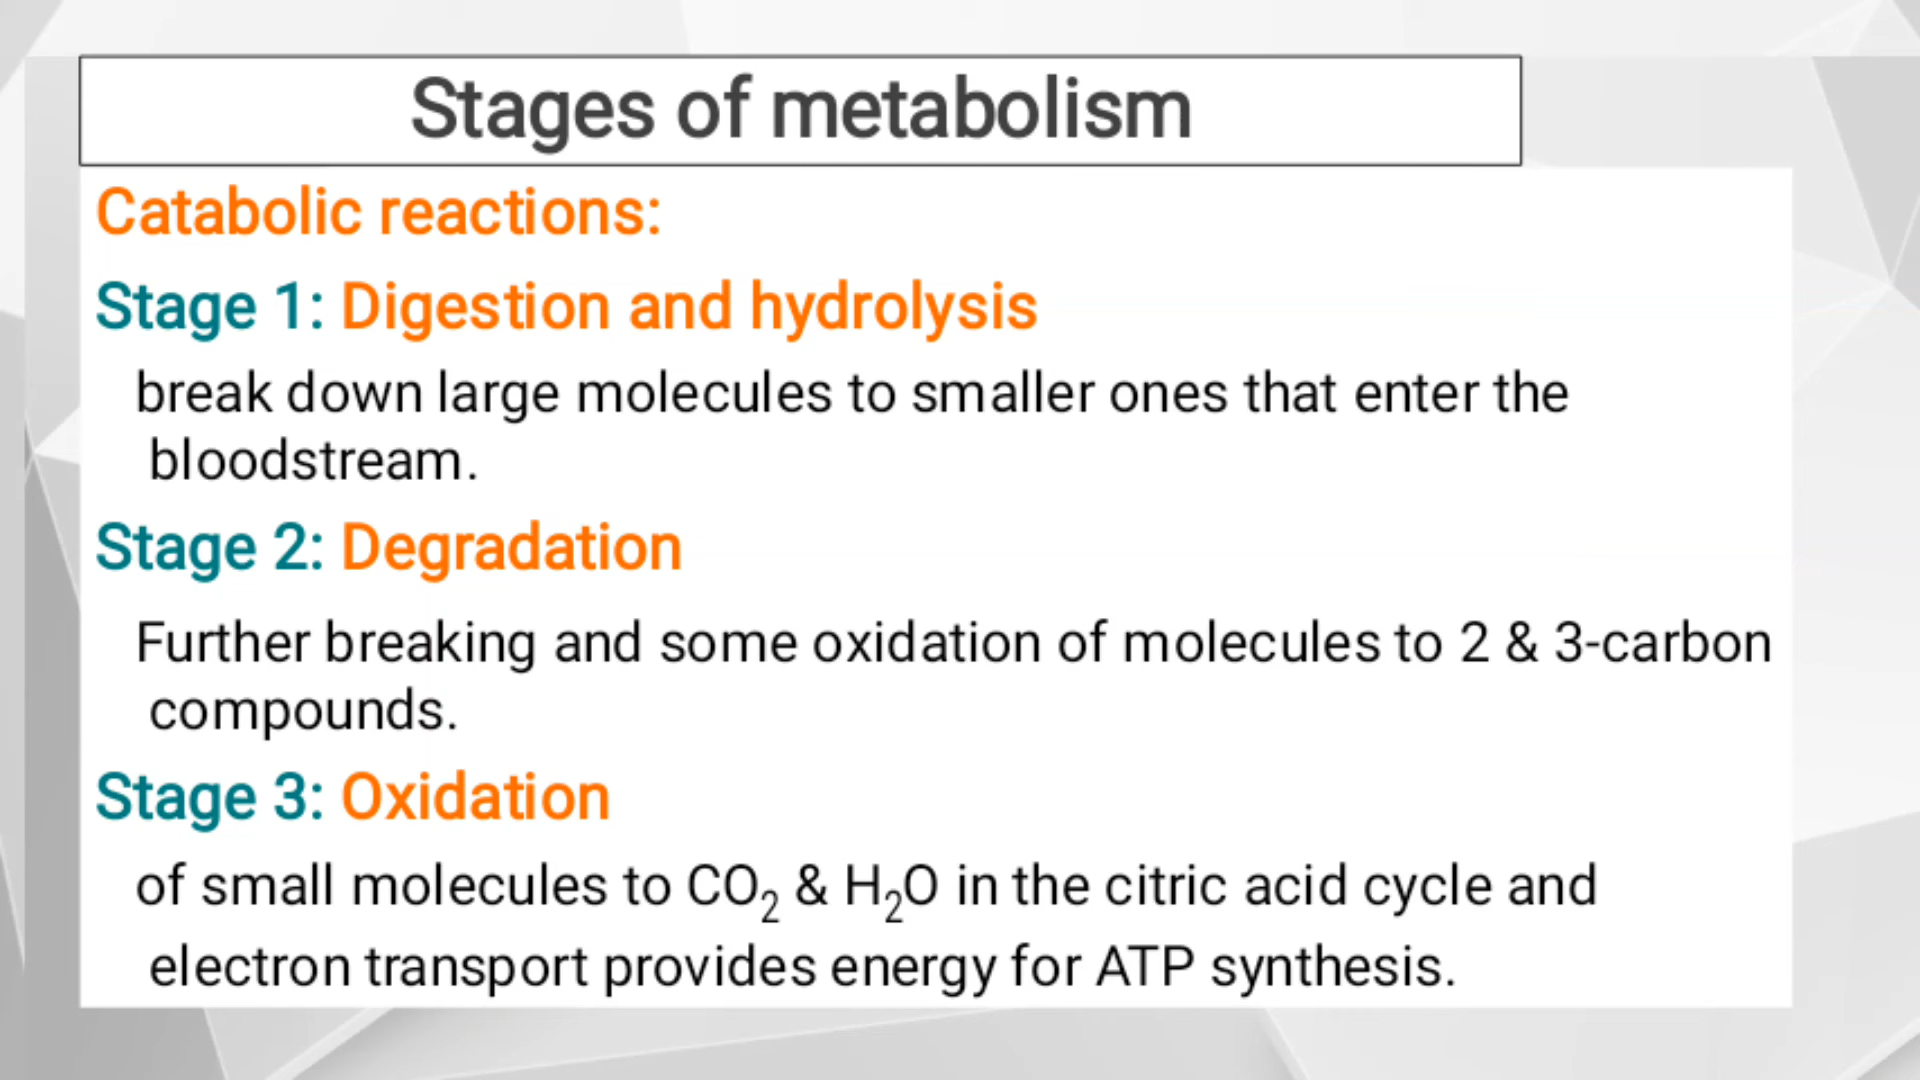 Stages of metabolism
Catabolic reactions:
Stage 1: Digestion and hydrolysis
break down large molecules to smaller ones that enter the
bloodstream.
Stage 2: Degradation
Further breaking and some oxidation of molecules to 2 & 3-carbon
compounds.
Stage 3: Oxidation
of small molecules to CO₂ & H₂O in the citric acid cycle and
electron transport provides energy for ATP synthesis.